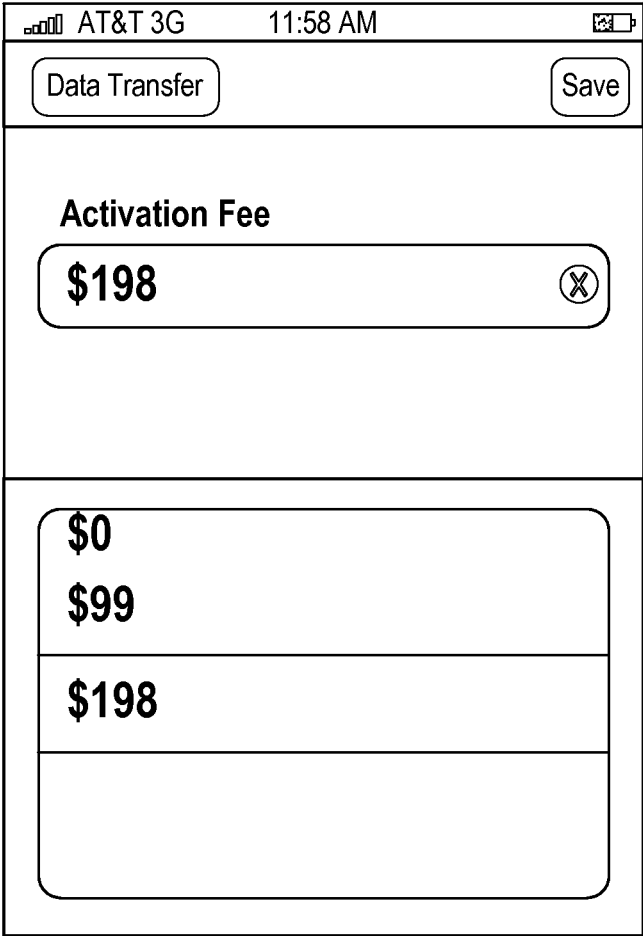 AT&T 3G 11:58 AM
Data Transfer Save
Activation Fee
$198
$0
$99
$198